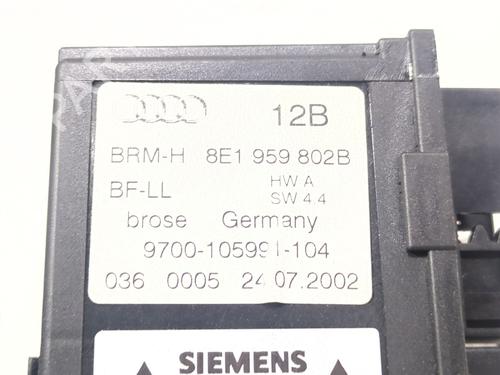 12B
BRM-H 8E1 959 802B
BF-LL HW A
SW 4.4
brose Germany
9700-105991-104
036 0005 24.07.2002
SIEMENS